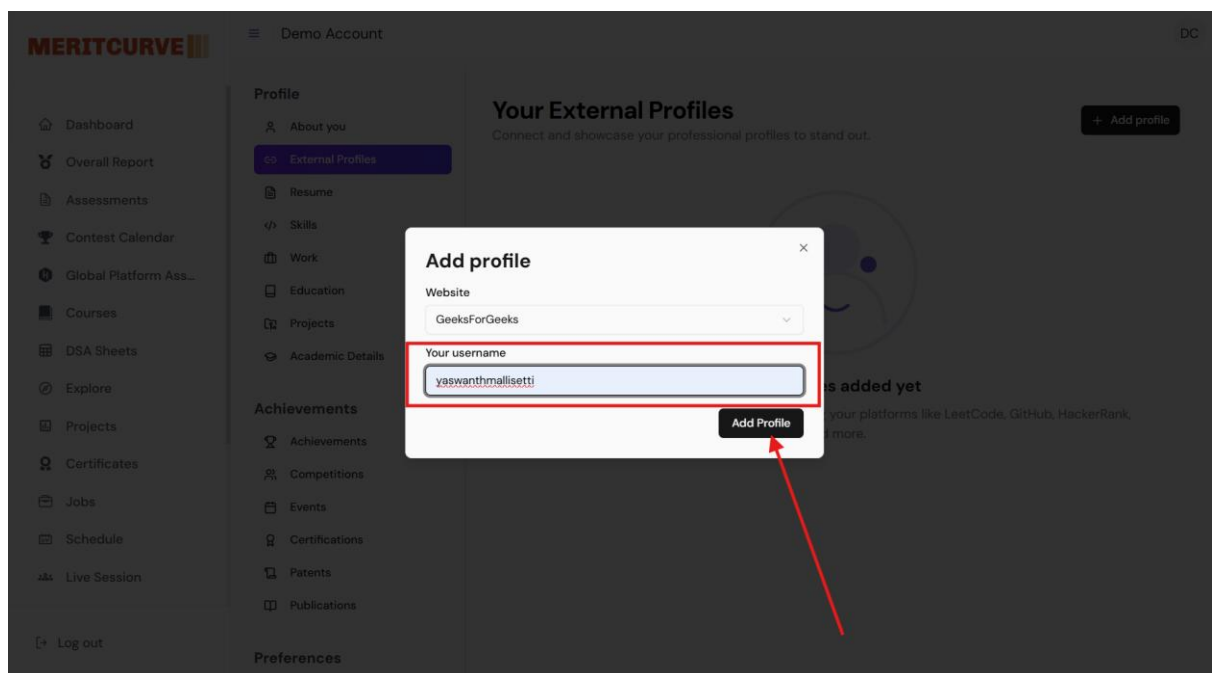 MERITCURVE
Demo Account
DC
Dashboard
Overall Report
Assessments
Contest Calendar
Global Platform Ass...
Courses
DSA Sheets
Explore
Projects
Certificates
Jobs
Schedule
Live Session
Log out
Profile
About you
External Profiles
Resume
Skills
Work
Education
Projects
Academic Details
Achievements
Achievements
Competitions
Events
Certifications
Patents
Publications
Preferences
Your External Profiles
Connect and showcase your professional profiles to stand out.
+ Add profile
Add profile
Website
GeeksForGeeks
Your username
yaswanthmallisetti
Add Profile
added yet
your platforms like LeetCode, GitHub, HackerRank,
more.